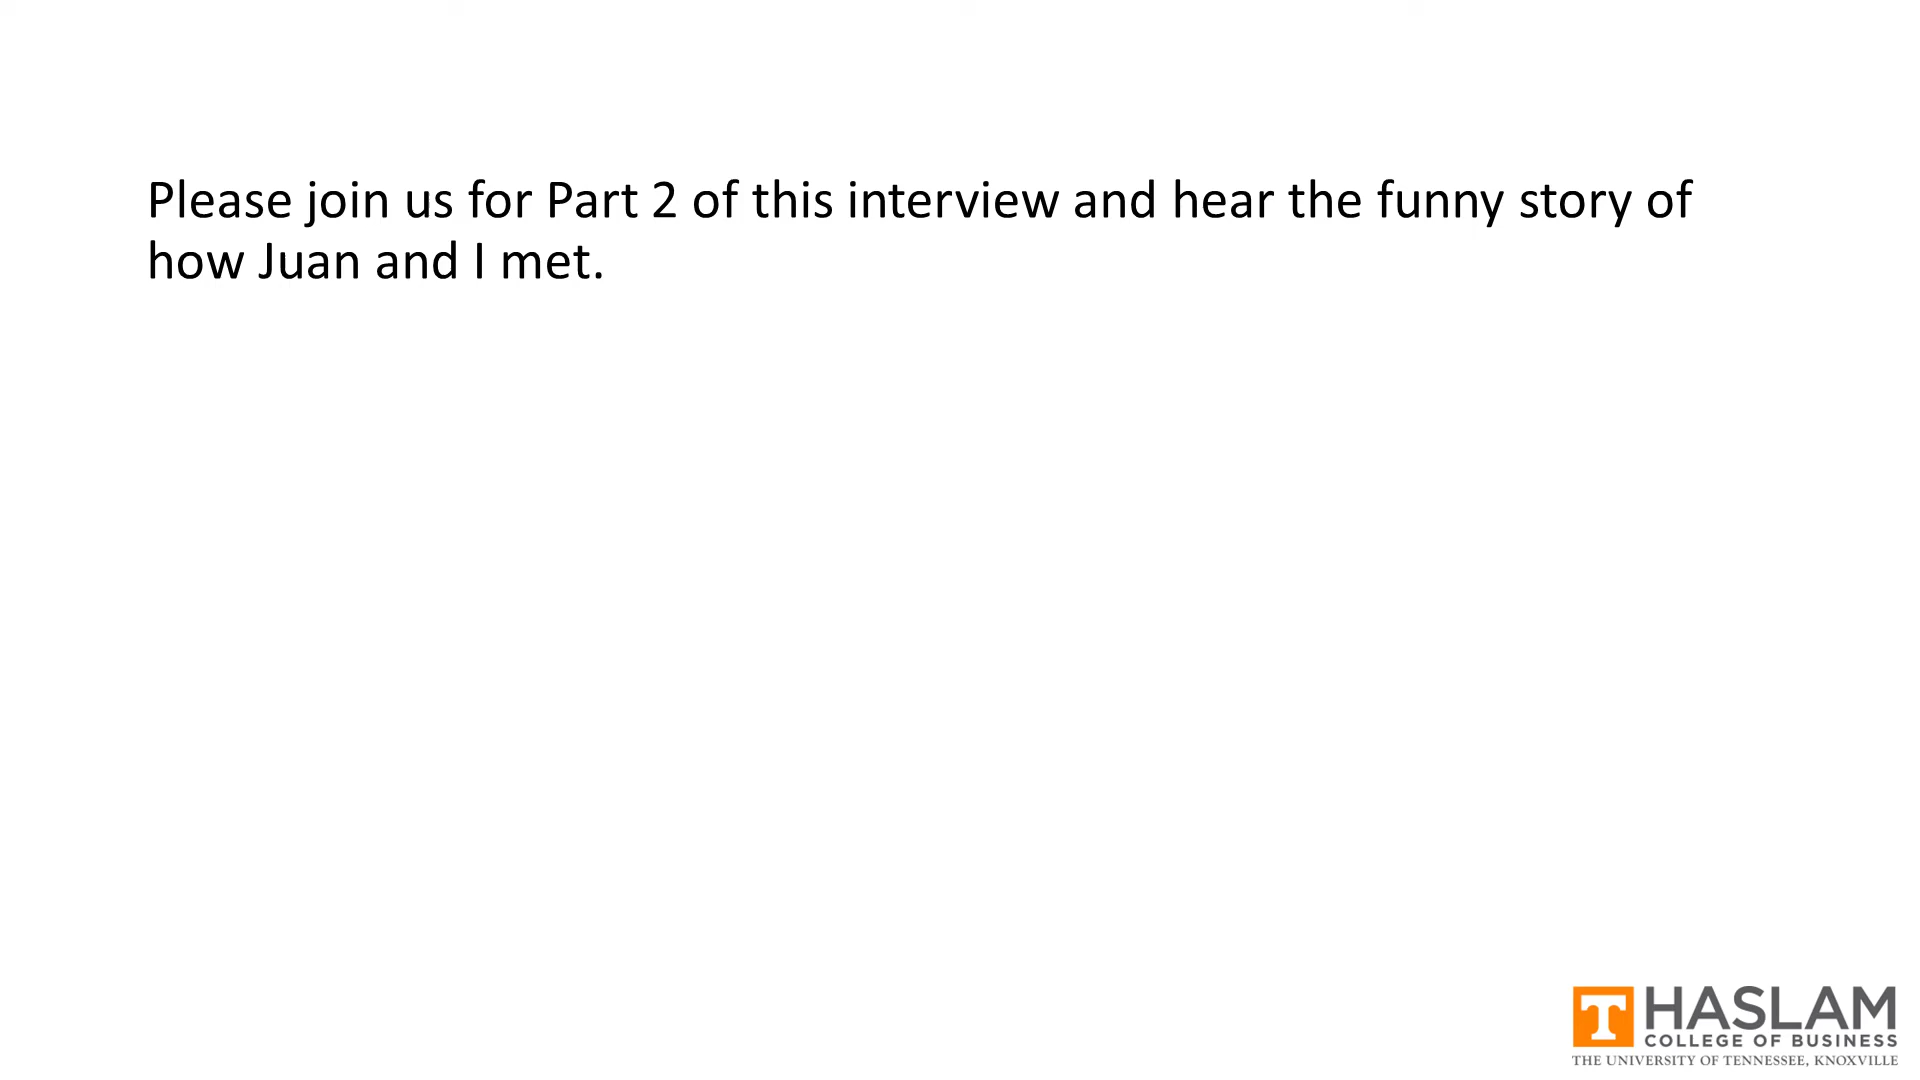 Please join us for Part 2 of this interview and hear the funny story of
how Juan and I met.
T HASLAM
COLLEGE OF BUSINESS
THE UNIVERSITY OF TENNESSEE, KNOXVILLE